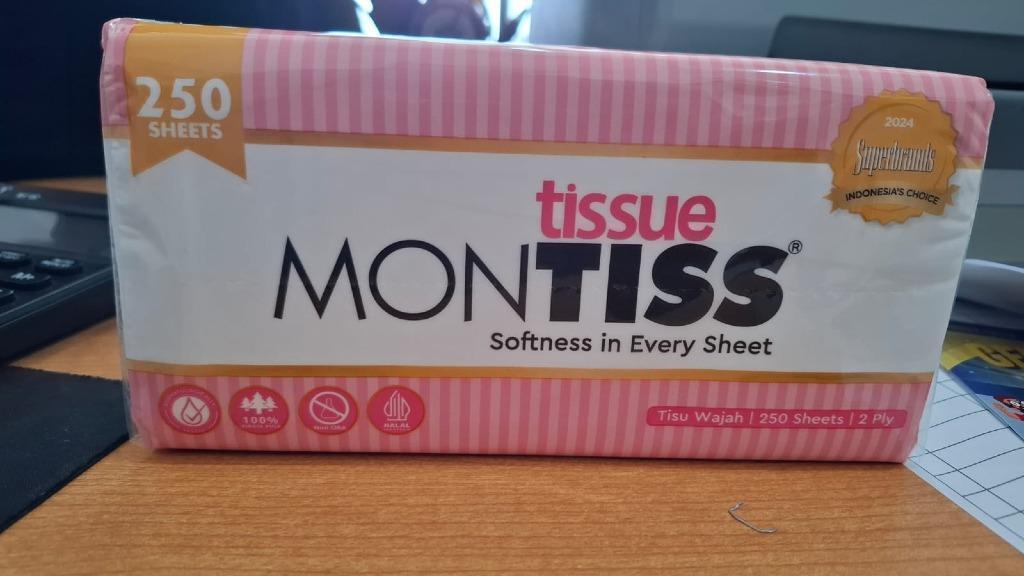 250
SHEETS
2024
Superbrands
INDONESIA'S CHOICE
tissue
MONTISS®
Softness in Every Sheet
100%
HALAL
Tisu Wajah | 250 Sheets | 2 Ply